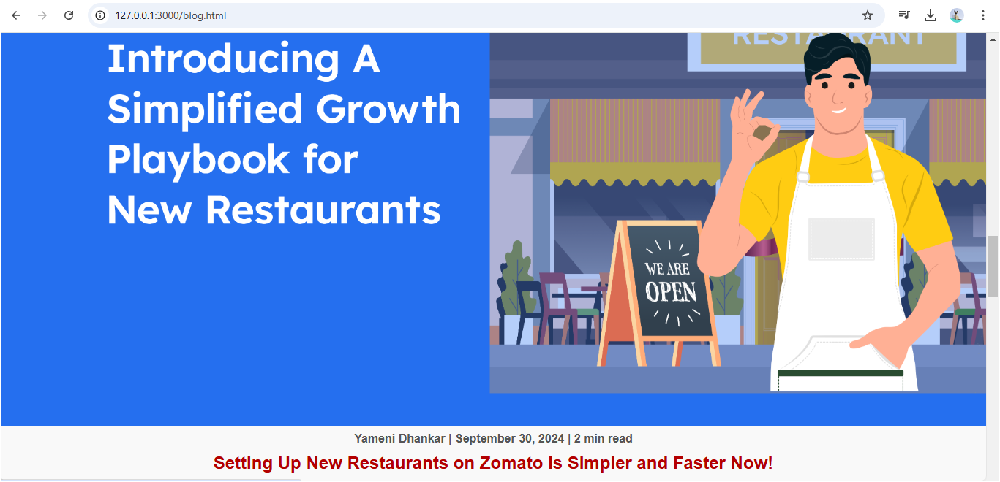 127.0.0.1:3000/blog.html
RESTAURANT
Introducing A
Simplified Growth
Playbook for
New Restaurants
WE ARE
OPEN
Yameni Dhankar | September 30, 2024 | 2 min read
Setting Up New Restaurants on Zomato is Simpler and Faster Now!